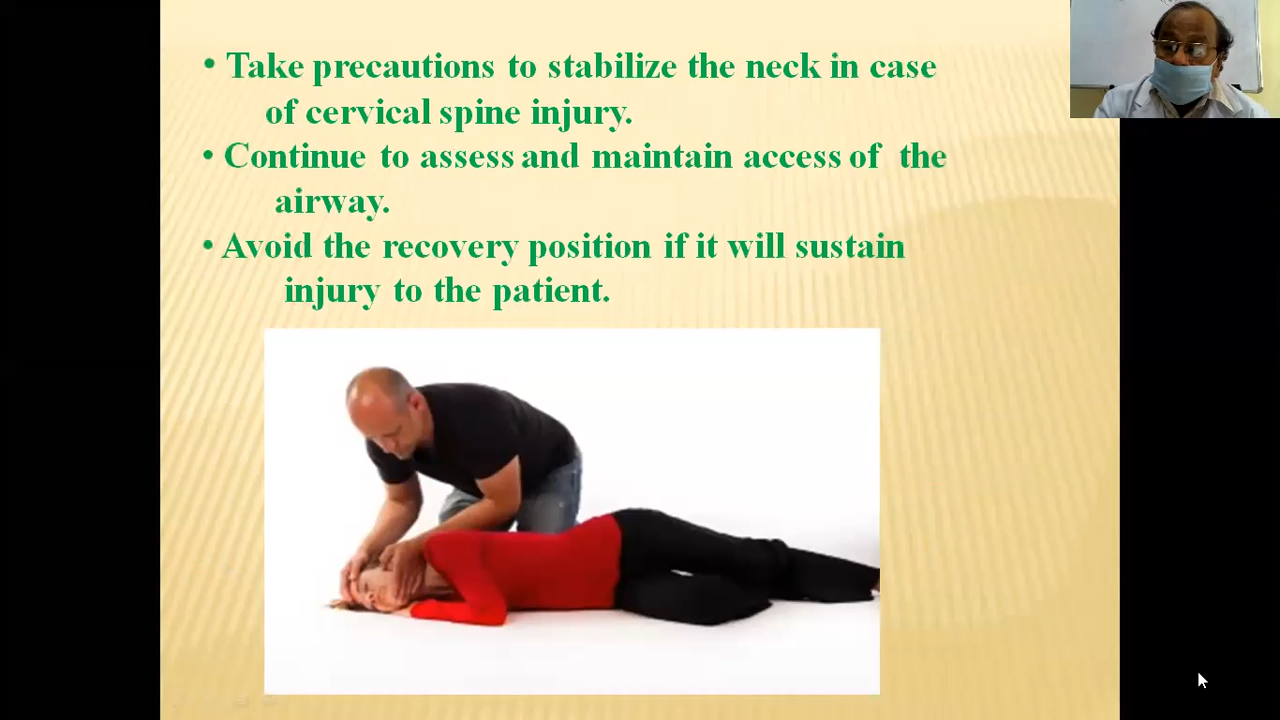 • Take precautions to stabilize the neck in case
of cervical spine injury.
• Continue to assess and maintain access of the
airway.
• Avoid the recovery position if it will sustain
injury to the patient.